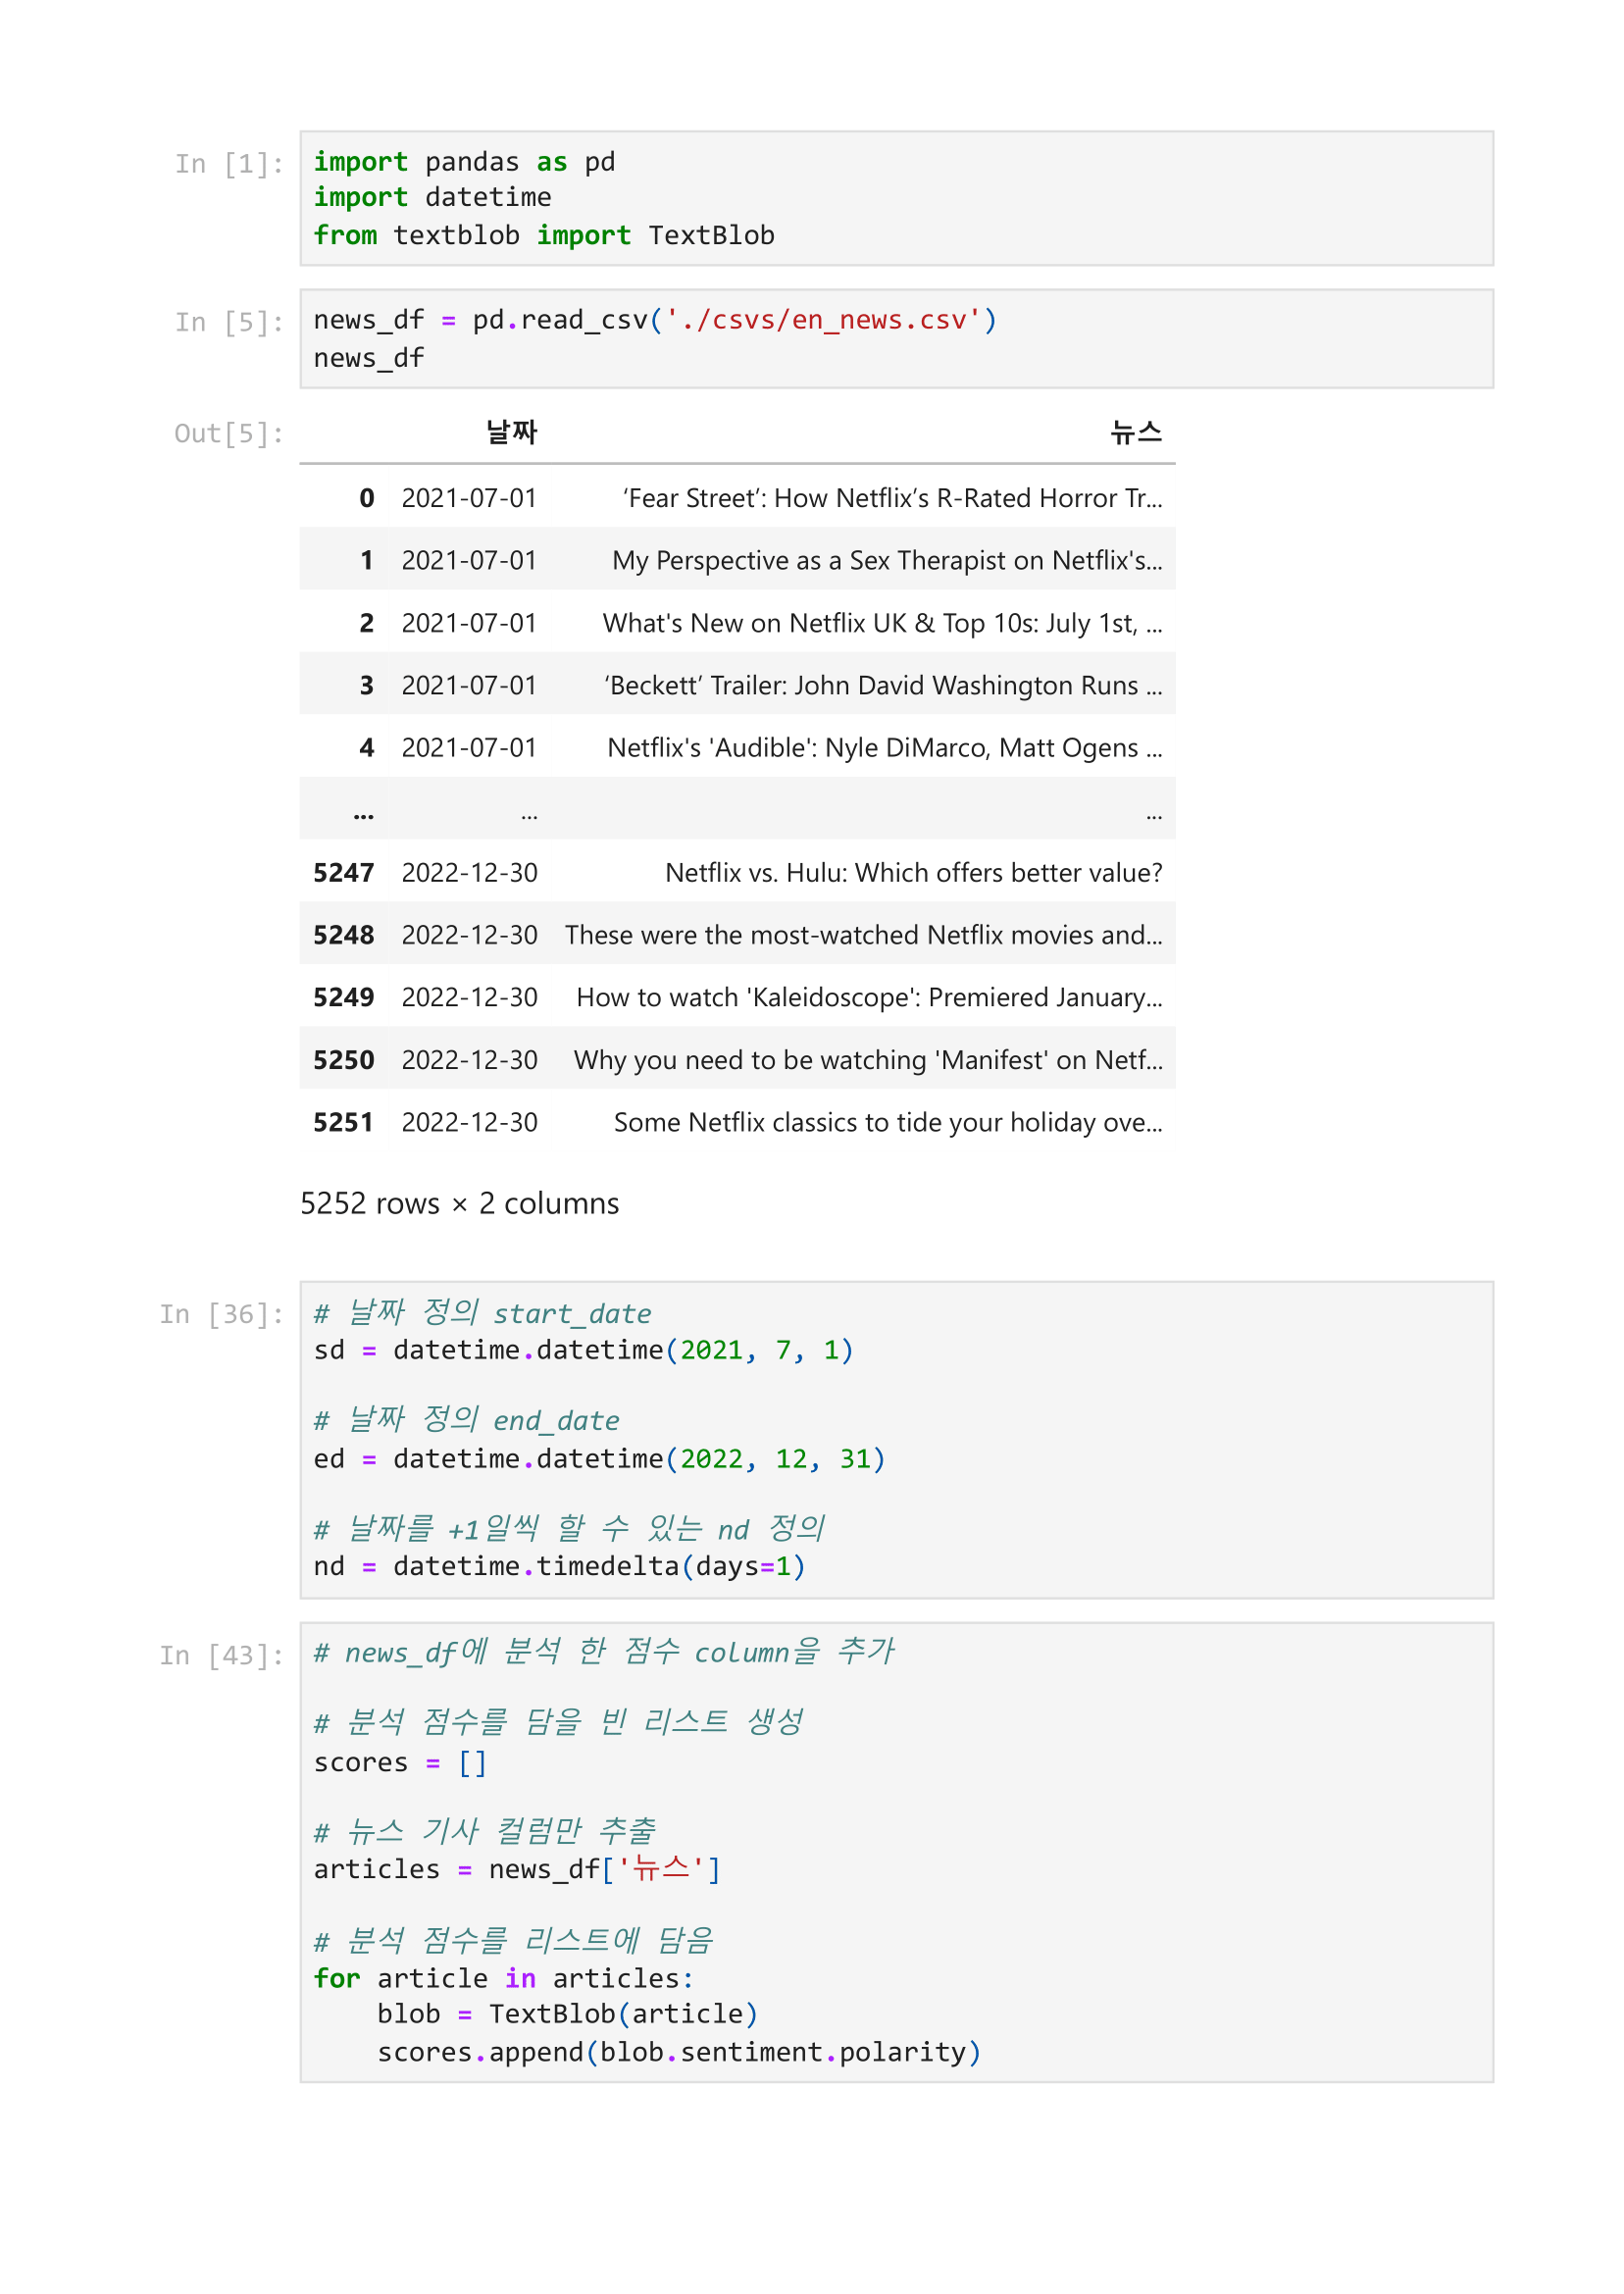 In [1]: import pandas as pd
import datetime
from textblob import TextBlob
In [5]: news_df = pd.read_csv('./csvs/en_news.csv')
news_df
Out[5]: 날짜 뉴스
0 2021-07-01 ‘Fear Street’: How Netflix’s R-Rated Horror Tr...
1 2021-07-01 My Perspective as a Sex Therapist on Netflix's...
2 2021-07-01 What's New on Netflix UK & Top 10s: July 1st, ...
3 2021-07-01 ‘Beckett’ Trailer: John David Washington Runs ...
4 2021-07-01 Netflix's 'Audible': Nyle DiMarco, Matt Ogens ...
... ... ...
5247 2022-12-30 Netflix vs. Hulu: Which offers better value?
5248 2022-12-30 These were the most-watched Netflix movies and...
5249 2022-12-30 How to watch 'Kaleidoscope': Premiered January...
5250 2022-12-30 Why you need to be watching 'Manifest' on Netf...
5251 2022-12-30 Some Netflix classics to tide your holiday ove...
5252 rows × 2 columns
In [36]: # 날짜 정의 start_date
sd = datetime.datetime(2021, 7, 1)
# 날짜 정의 end_date
ed = datetime.datetime(2022, 12, 31)
# 날짜를 +1일씩 할 수 있는 nd 정의
nd = datetime.timedelta(days=1)
In [43]: # news_df에 분석 한 점수 column을 추가
# 분석 점수를 담을 빈 리스트 생성
scores = []
# 뉴스 기사 컬럼만 추출
articles = news_df['뉴스']
# 분석 점수를 리스트에 담음
for article in articles:
    blob = TextBlob(article)
    scores.append(blob.sentiment.polarity)